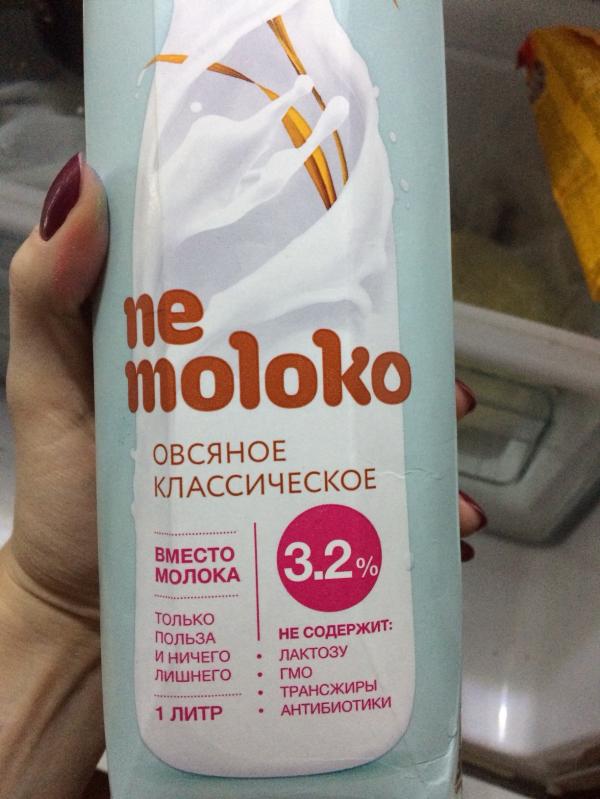 ne
moloko
ОВСЯНОЕ
КЛАССИЧЕСКОЕ
ВМЕСТО
МОЛОКА
ТОЛЬКО
ПОЛЬЗА
И НИЧЕГО
ЛИШНЕГО
1 ЛИТР
3.2%
НЕ СОДЕРЖИТ:
• ЛАКТОЗУ
• ГМО
• ТРАНСЖИРЫ
• АНТИБИОТИКИ